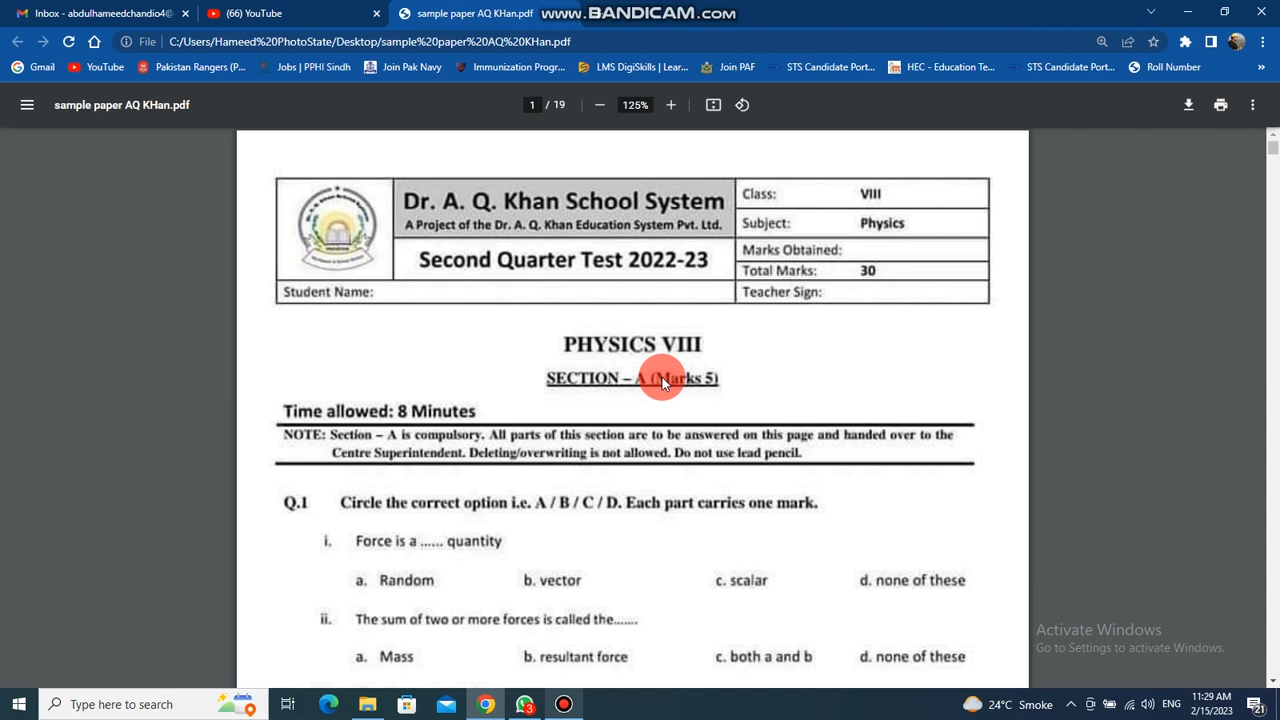 Inbox - abdulhameedchandio4@
(66) YouTube
sample paper AQ KHan.pdf
www.BANDICAM.com
File
C:/Users/Hameed%20PhotoState/Desktop/sample%20paper%20AQ%20KHan.pdf
Gmail
YouTube
Pakistan Rangers (P...
Jobs | PPHI Sindh
Join Pak Navy
Immunization Progr...
LMS DigiSkills | Lear...
Join PAF
STS Candidate Port...
HEC - Education Te...
STS Candidate Port...
Roll Number
»
sample paper AQ KHan.pdf
1 / 19
125%
Dr. A. Q. Khan School System
A Project of the Dr. A. Q. Khan Education System Pvt. Ltd.
Second Quarter Test 2022-23
Student Name:
Class: VIII
Subject: Physics
Marks Obtained:
Total Marks: 30
Teacher Sign:
PHYSICS VIII
SECTION – A (Marks 5)
Time allowed: 8 Minutes
NOTE: Section – A is compulsory. All parts of this section are to be answered on this page and handed over to the
Centre Superintendent. Deleting/overwriting is not allowed. Do not use lead pencil.
Q.1 Circle the correct option i.e. A / B / C / D. Each part carries one mark.
i. Force is a ...... quantity
a. Random b. vector c. scalar d. none of these
ii. The sum of two or more forces is called the.......
a. Mass b. resultant force c. both a and b d. none of these
Activate Windows
Go to Settings to activate Windows.
Type here to search
3
24°C Smoke
ENG
11:29 AM
2/15/2023
21